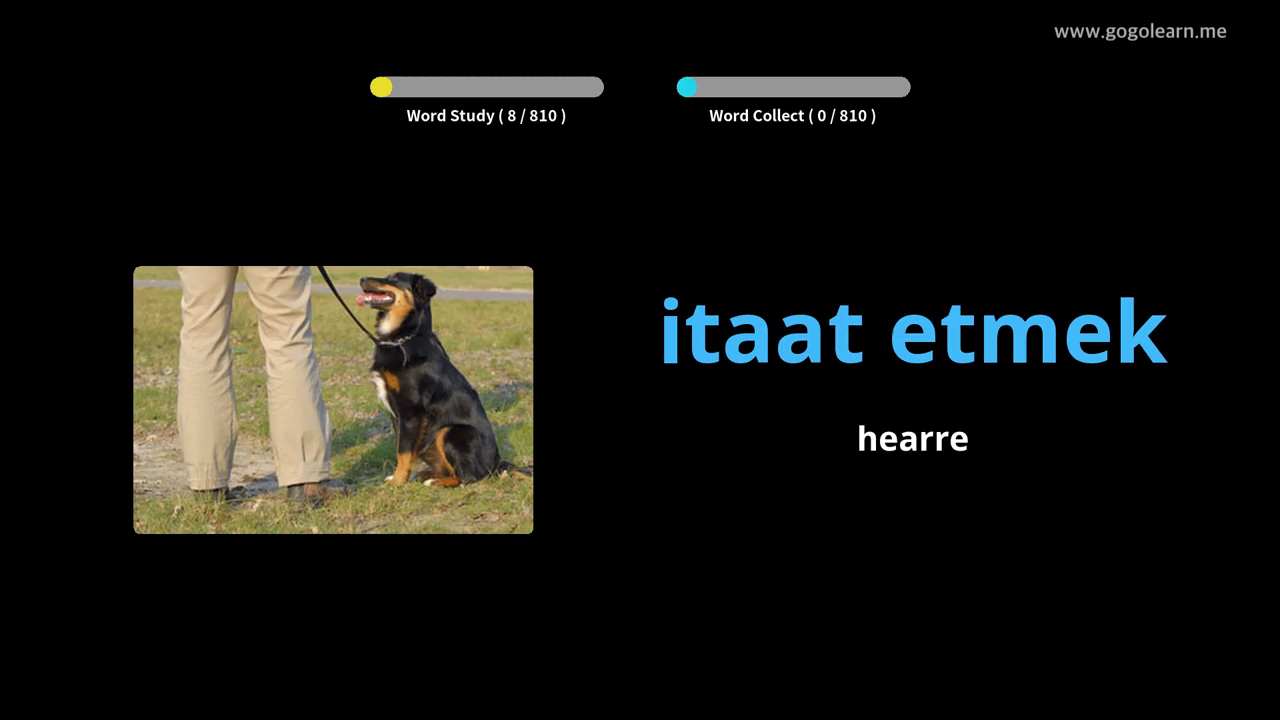 www.gogolearn.me
Word Study ( 8 / 810 )
Word Collect ( 0 / 810 )
itaat etmek
hearre